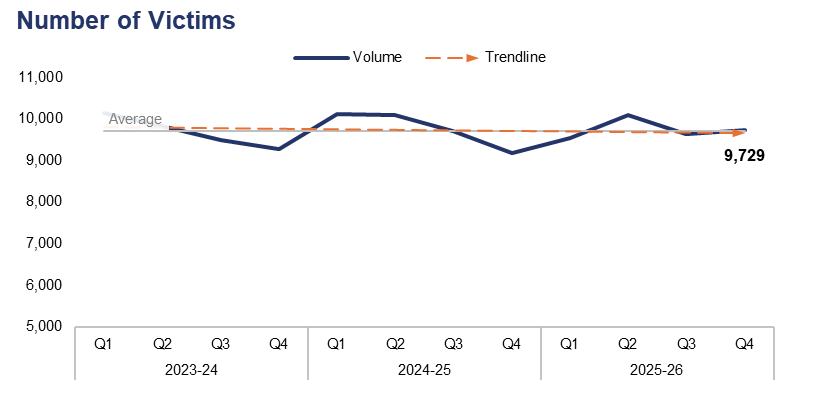 Number of Victims
Volume
Trendline
11,000
10,000
9,000
8,000
7,000
6,000
5,000
Average
9,729
Q1 Q2 Q3 Q4 Q1 Q2 Q3 Q4 Q1 Q2 Q3 Q4
2023-24 2024-25 2025-26